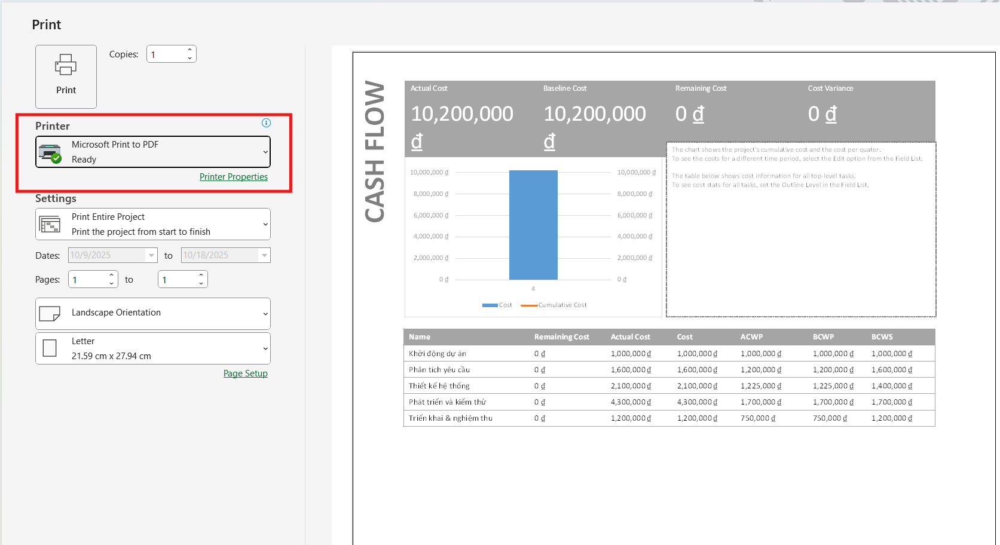 Print
Print
Copies: 1
Printer
Microsoft Print to PDF
Ready
Printer Properties
Settings
Print Entire Project
Print the project from start to finish
Dates: 10/9/2025 to 10/18/2025
Pages: 1 to 1
Landscape Orientation
Letter
21.59 cm x 27.94 cm
Page Setup
CASH FLOW
Actual Cost Baseline Cost Remaining Cost Cost Variance
10,200,000 ₫ 10,200,000 ₫ 0 ₫ 0 ₫
The chart shows the project's cumulative cost and the cost per quater.
To see the costs for a different time period, select the Edit option from the Field List.
The table below shows cost information for all top-level tasks.
To see cost stats for all tasks, set the Outline Level in the Field List.
10,000,000 ₫ 10,000,000 ₫
8,000,000 ₫ 8,000,000 ₫
6,000,000 ₫ 6,000,000 ₫
4,000,000 ₫ 4,000,000 ₫
2,000,000 ₫ 2,000,000 ₫
0 ₫ 0 ₫
4
Cost Cumulative Cost
Name Remaining Cost Actual Cost Cost ACWP BCWP BCWS
Khởi động dự án 0 ₫ 1,000,000 ₫ 1,000,000 ₫ 1,000,000 ₫ 1,000,000 ₫ 1,000,000 ₫
Phân tích yêu cầu 0 ₫ 1,600,000 ₫ 1,600,000 ₫ 1,200,000 ₫ 1,200,000 ₫ 1,600,000 ₫
Thiết kế hệ thống 0 ₫ 2,100,000 ₫ 2,100,000 ₫ 1,225,000 ₫ 1,225,000 ₫ 1,400,000 ₫
Phát triển và kiểm thử 0 ₫ 4,300,000 ₫ 4,300,000 ₫ 1,700,000 ₫ 1,700,000 ₫ 1,700,000 ₫
Triển khai & nghiệm thu 0 ₫ 1,200,000 ₫ 1,200,000 ₫ 750,000 ₫ 750,000 ₫ 1,200,000 ₫